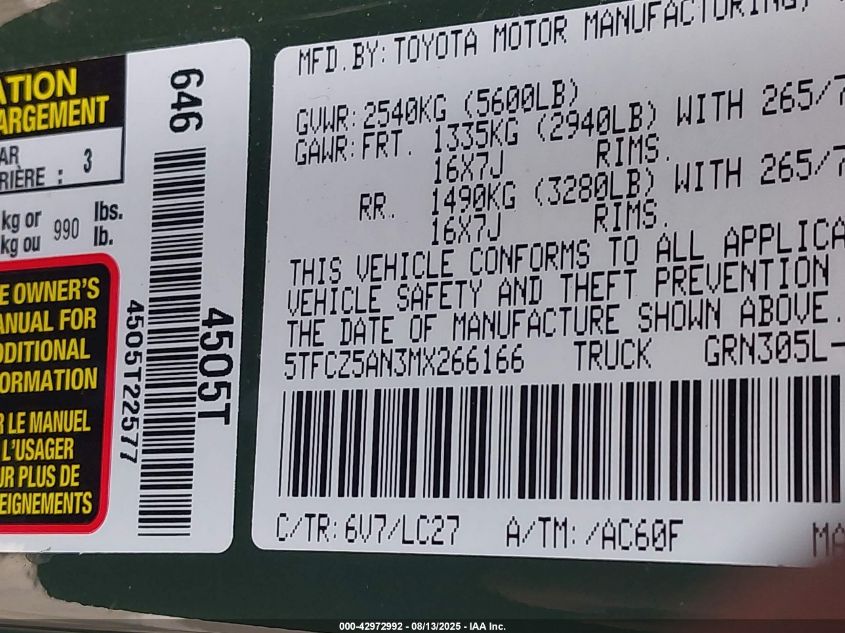 ATION
ARGEMENT
AR
RIÈRE : 3
kg or 990 lbs.
kg ou lb.
E OWNER'S
ANUAL FOR
DDITIONAL
ORMATION
R LE MANUEL
L'USAGER
UR PLUS DE
EIGNEMENTS
646
4505T22577
4505T
MFD.BY: TOYOTA MOTOR MANUFACTURING,
GVWR: 2540KG (5600LB)
GAWR: FRT. 1335KG (2940LB) WITH 265/7
16X7J RIMS.
RR. 1490KG (3280LB) WITH 265/7
16X7J RIMS.
THIS VEHICLE CONFORMS TO ALL APPLICA
VEHICLE SAFETY AND THEFT PREVENTION
THE DATE OF MANUFACTURE SHOWN ABOVE.
5TFCZ5AN3MX266166 TRUCK GRN305L-
C/TR: 6V7/LC27 A/TM: /AC60F MA
000-42972992 - 08/13/2025 - IAA Inc.